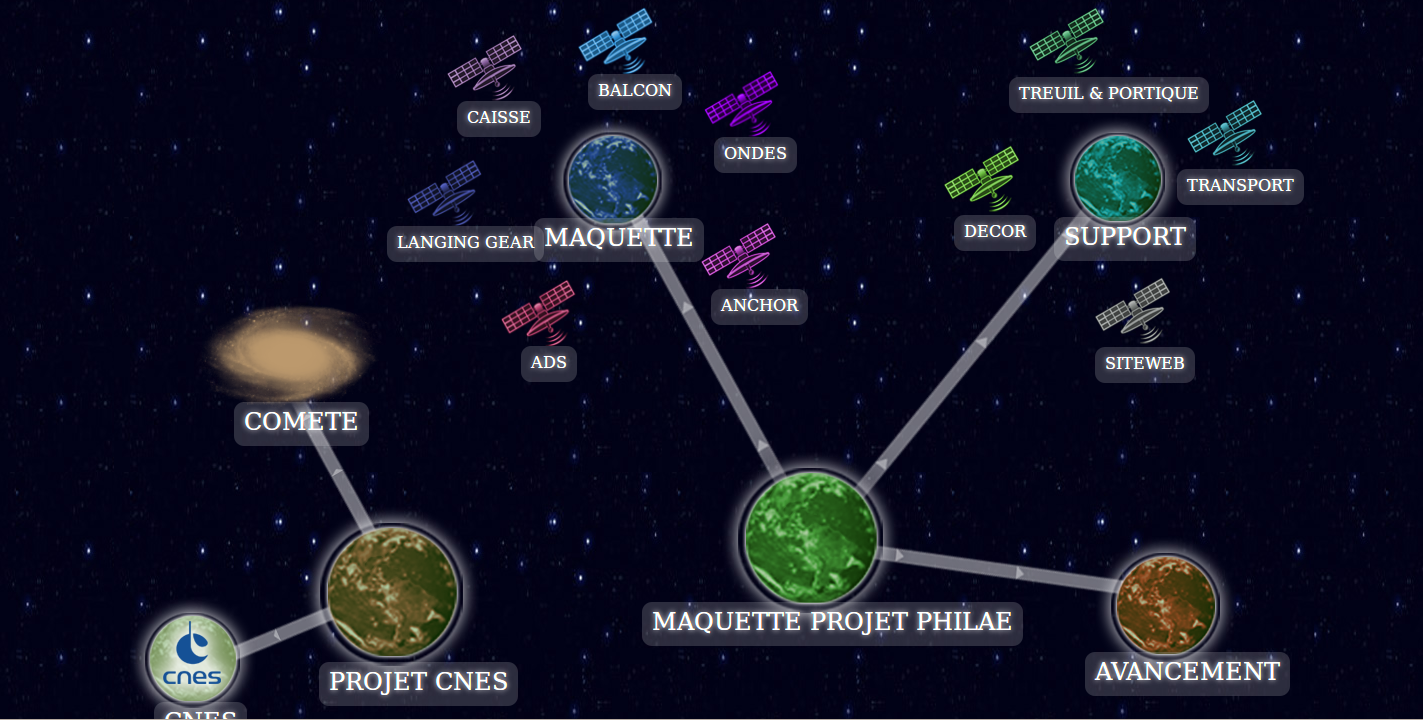 BALCON
TREUIL & PORTIQUE
CAISSE
ONDES
TRANSPORT
DECOR
LANGING GEAR
MAQUETTE
SUPPORT
ANCHOR
ADS
SITEWEB
COMETE
MAQUETTE PROJET PHILAE
AVANCEMENT
cnes
PROJET CNES
CNES